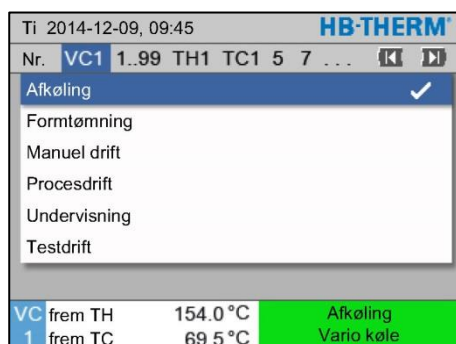 Ti 2014-12-09, 09:45 HB-THERM®
Nr. VC1 1..99 TH1 TC1 5 7 ...
Afkøling
Formtømning
Manuel drift
Procesdrift
Undervisning
Testdrift
VC frem TH 154.0 °C Afkøling
1 frem TC 69.5 °C Vario køle